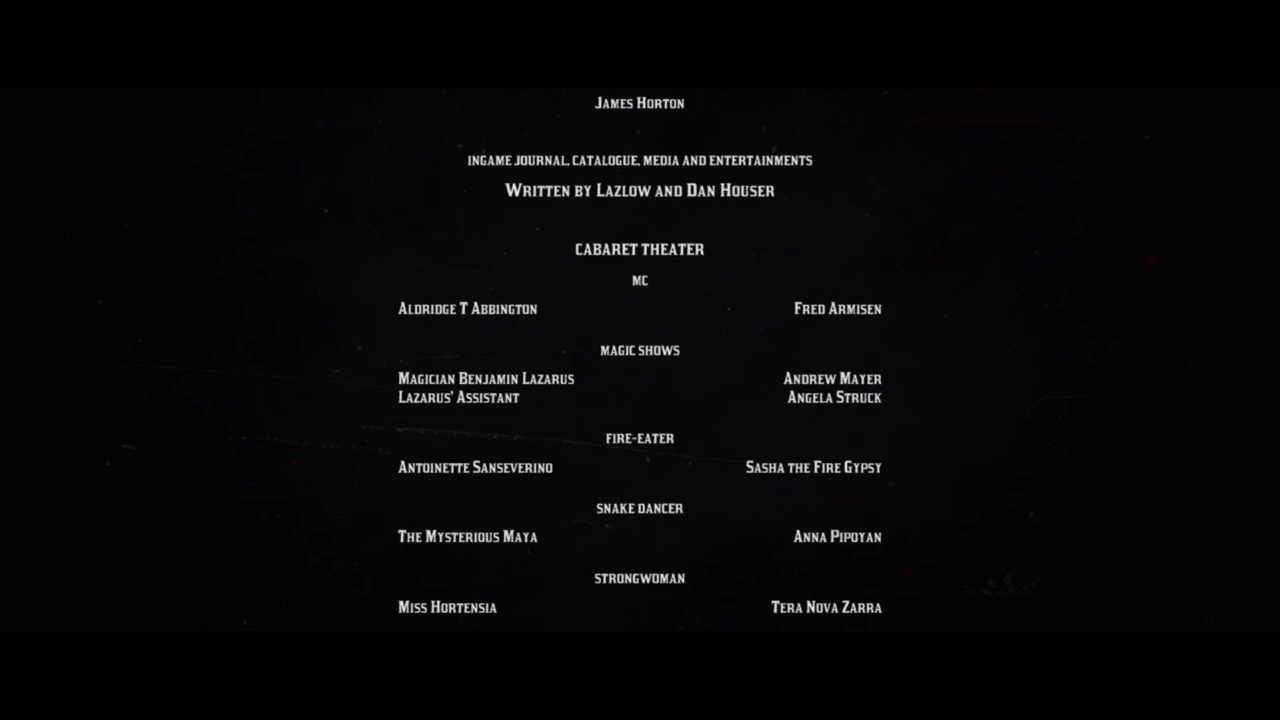 James Horton
INGAME JOURNAL, CATALOGUE, MEDIA AND ENTERTAINMENTS
Written by Lazlow and Dan Houser
CABARET THEATER
MC
Aldridge T Abbington Fred Armisen
MAGIC SHOWS
Magician Benjamin Lazarus Andrew Mayer
Lazarus' Assistant Angela Struck
FIRE-EATER
Antoinette Sanseverino Sasha the Fire Gypsy
SNAKE DANCER
The Mysterious Maya Anna Pipoyan
STRONGWOMAN
Miss Hortensia Tera Nova Zarra